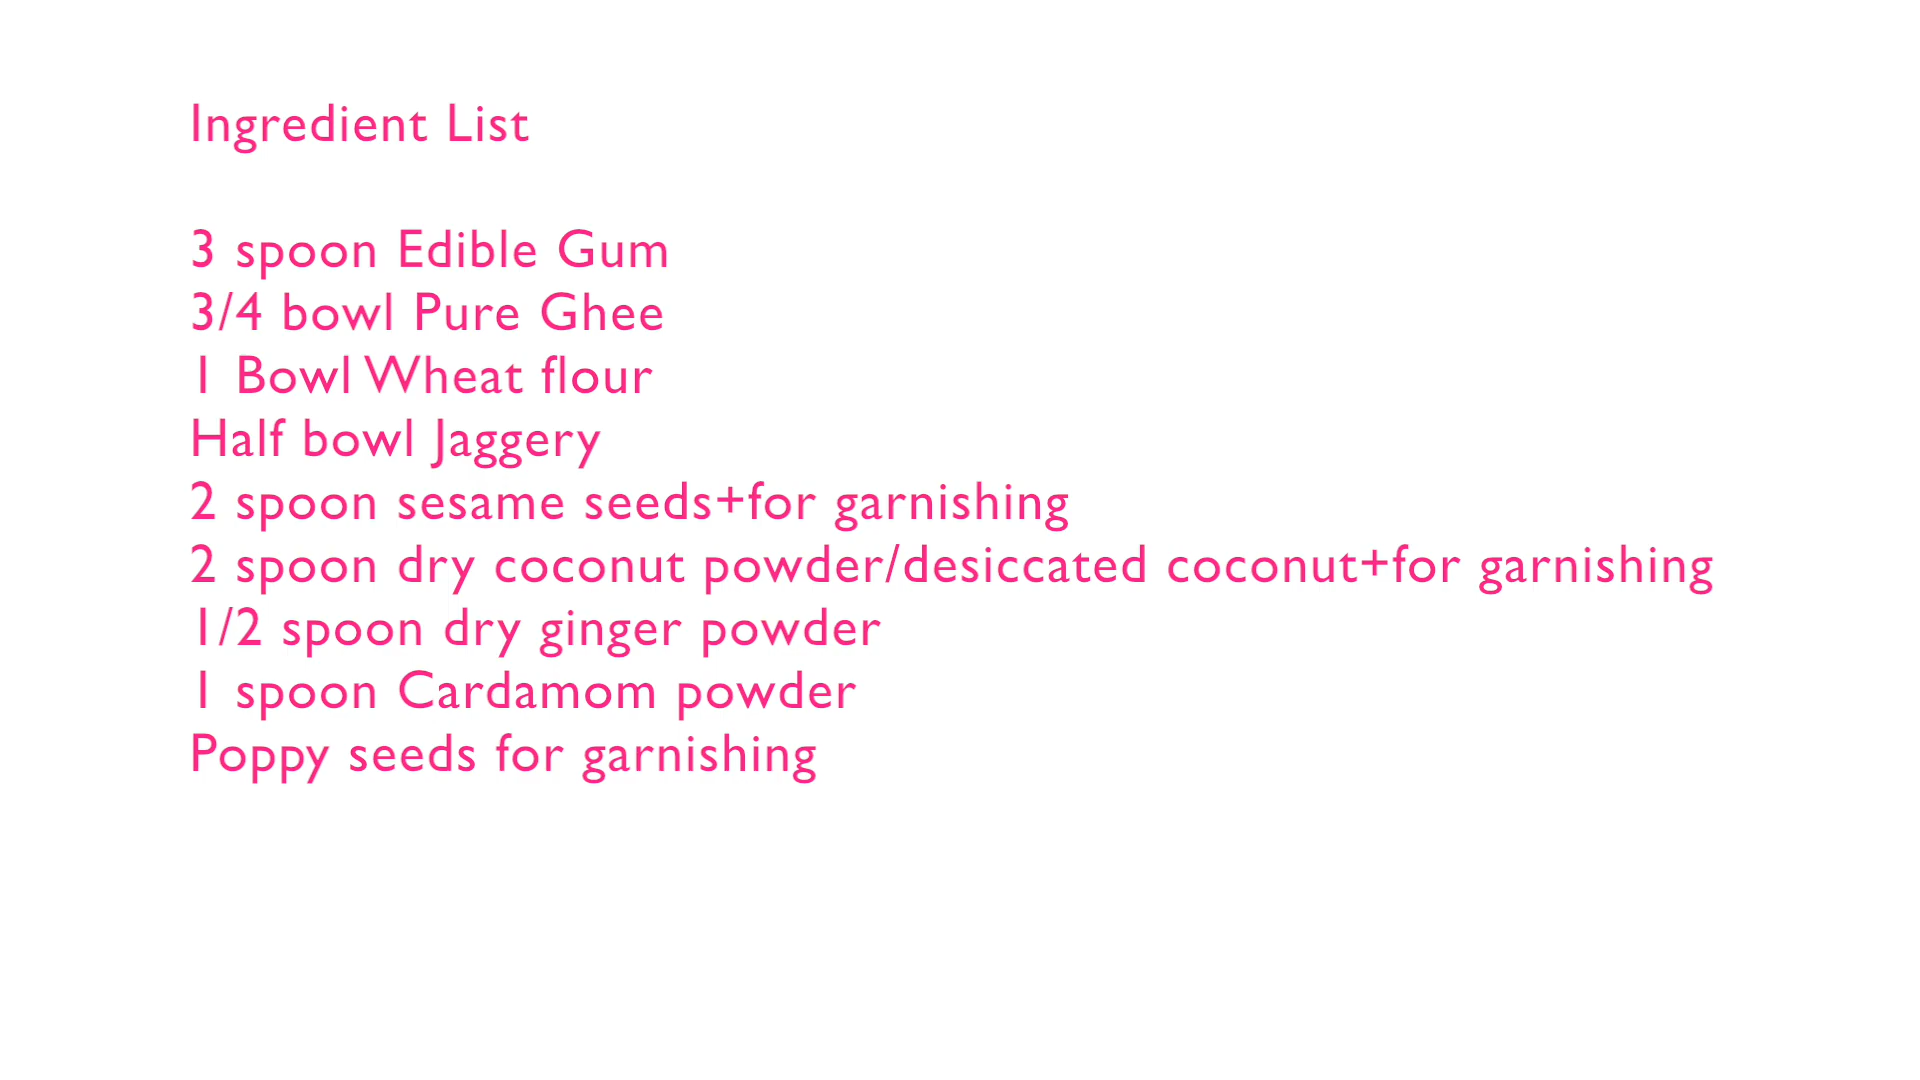 Ingredient List
3 spoon Edible Gum
3/4 bowl Pure Ghee
1 Bowl Wheat flour
Half bowl Jaggery
2 spoon sesame seeds+for garnishing
2 spoon dry coconut powder/desiccated coconut+for garnishing
1/2 spoon dry ginger powder
1 spoon Cardamom powder
Poppy seeds for garnishing